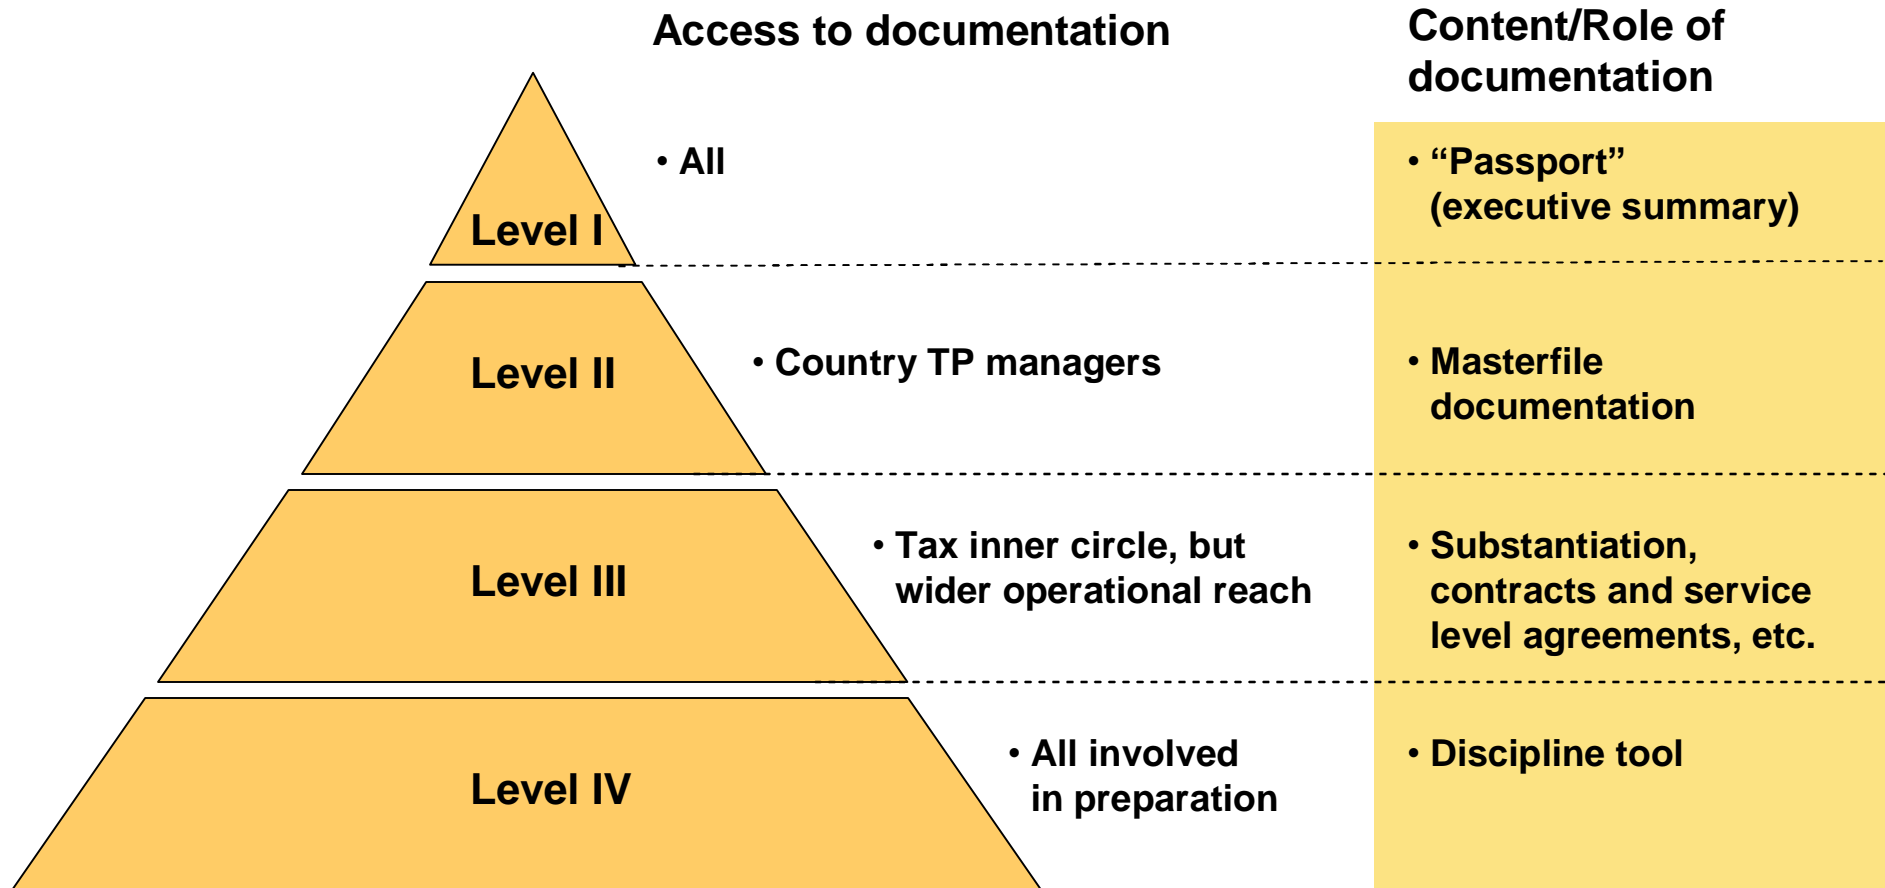 Access to documentation
Content/Role of
documentation
Level I
• All
• “Passport”
(executive summary)
Level II
• Country TP managers
• Masterfile
documentation
Level III
• Tax inner circle, but
wider operational reach
• Substantiation,
contracts and service
level agreements, etc.
Level IV
• All involved
in preparation
• Discipline tool